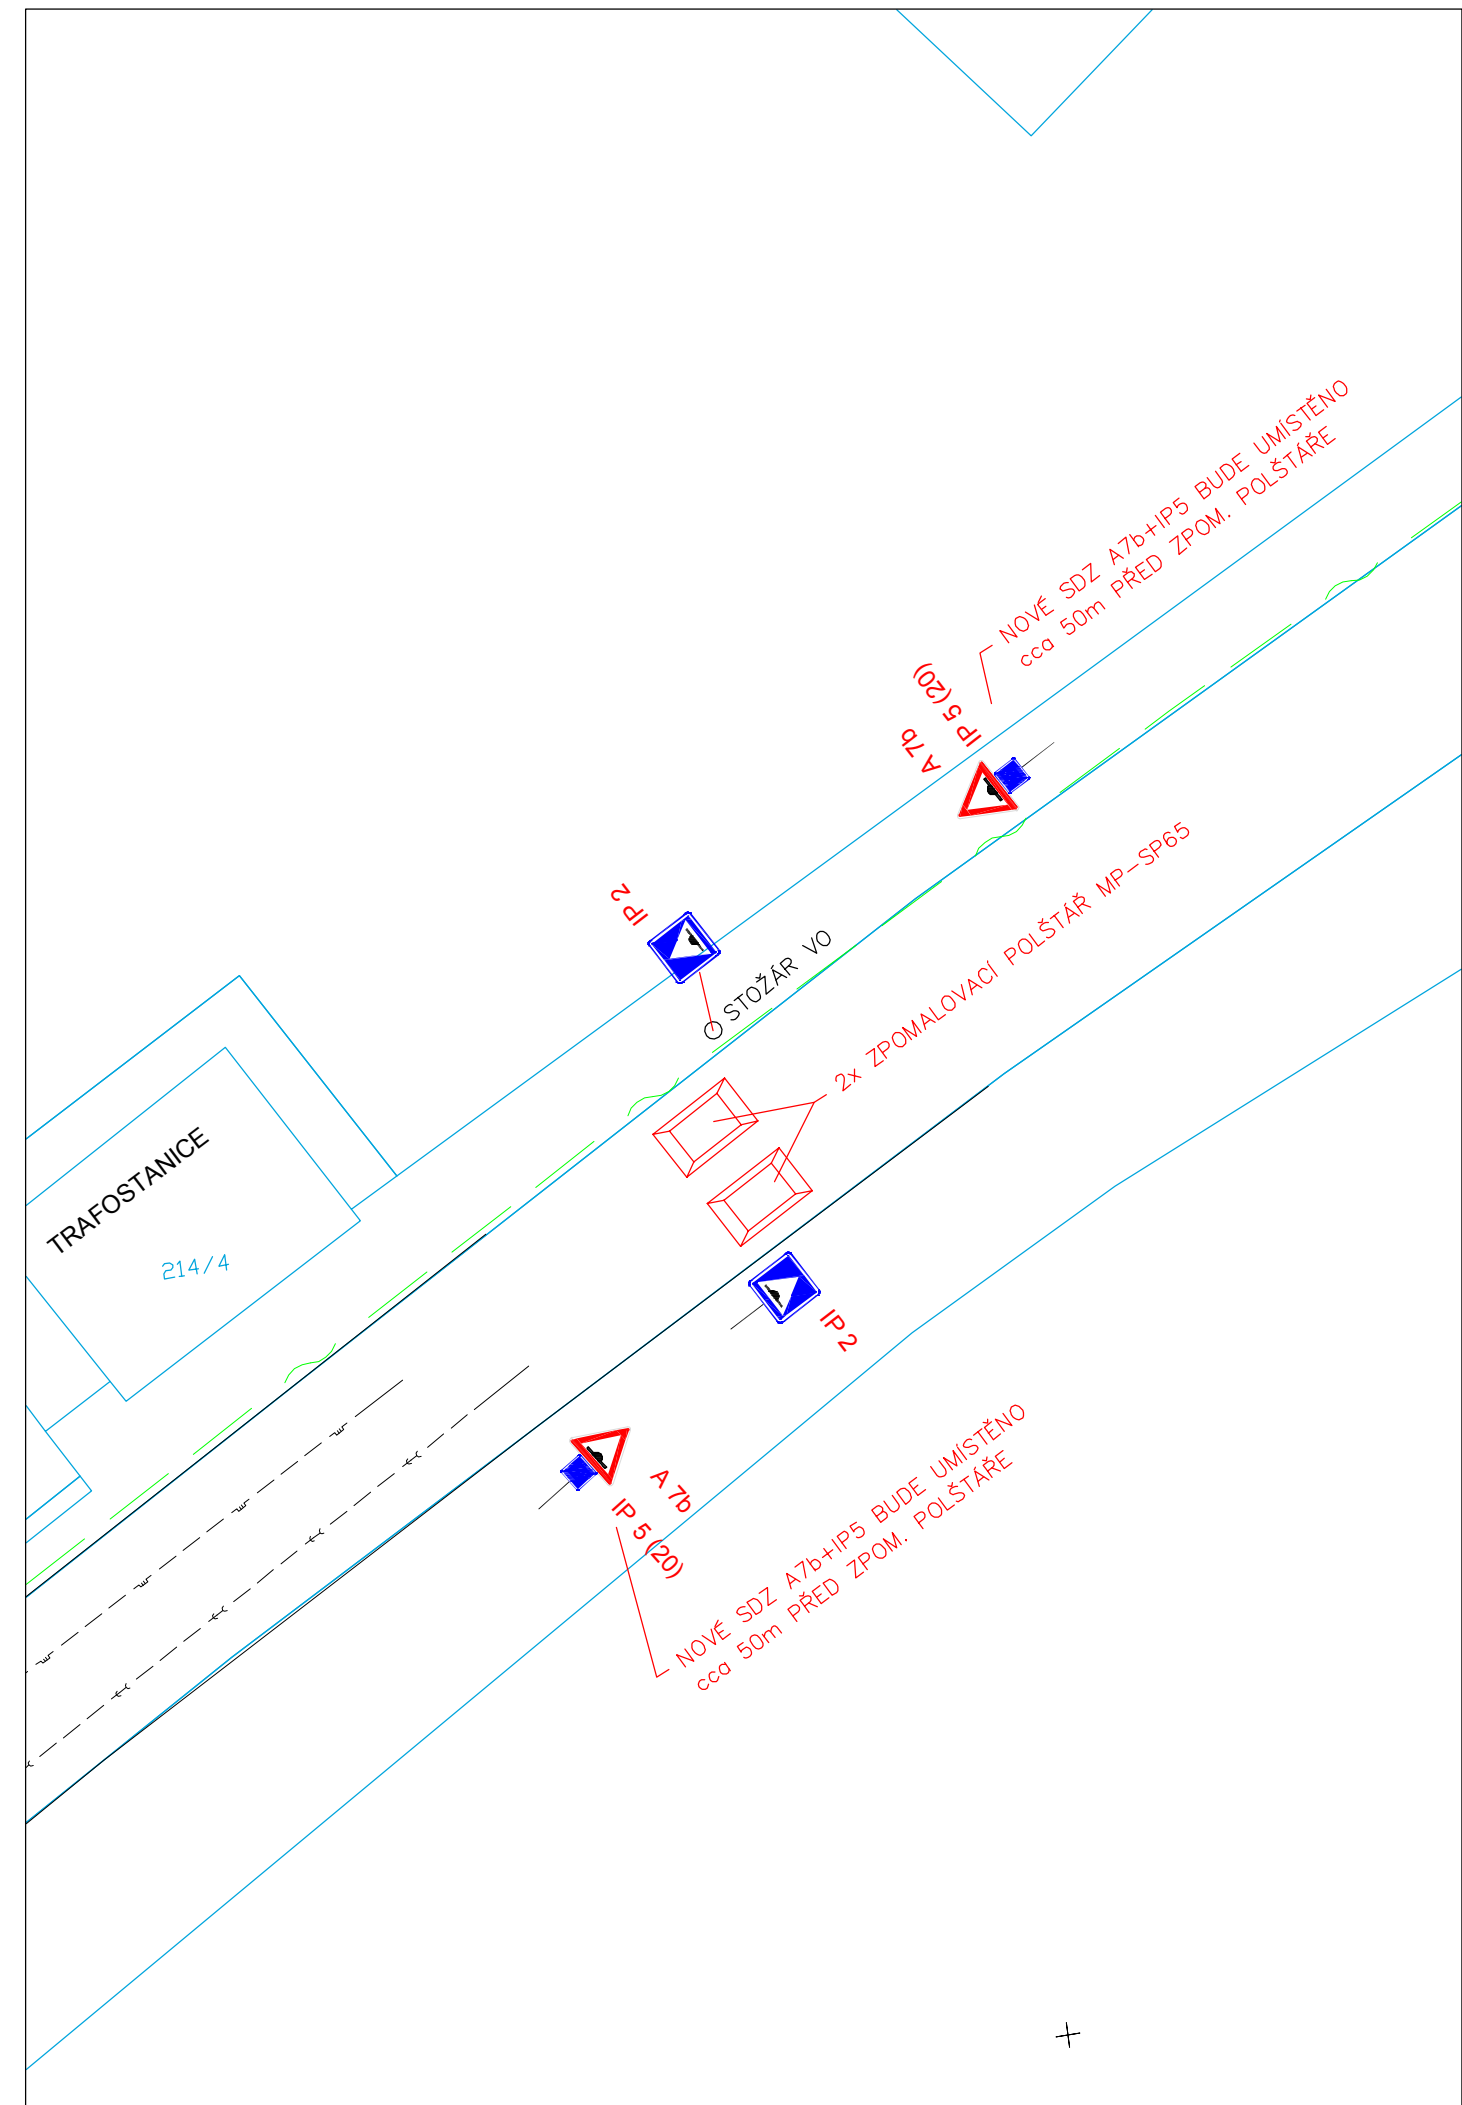 NOVÉ SDZ A7b+IP5 BUDE UMÍSTĚNO
cca 50m PŘED ZPOM. POLŠTÁŘE
IP 5 (20)
A 7b
IP 2
STOŽÁR VO
2x ZPOMALOVACÍ POLŠTÁŘ MP-SP65
TRAFOSTANICE
214/4
IP 2
A 7b
IP 5 (20)
NOVÉ SDZ A7b+IP5 BUDE UMÍSTĚNO
cca 50m PŘED ZPOM. POLŠTÁŘE